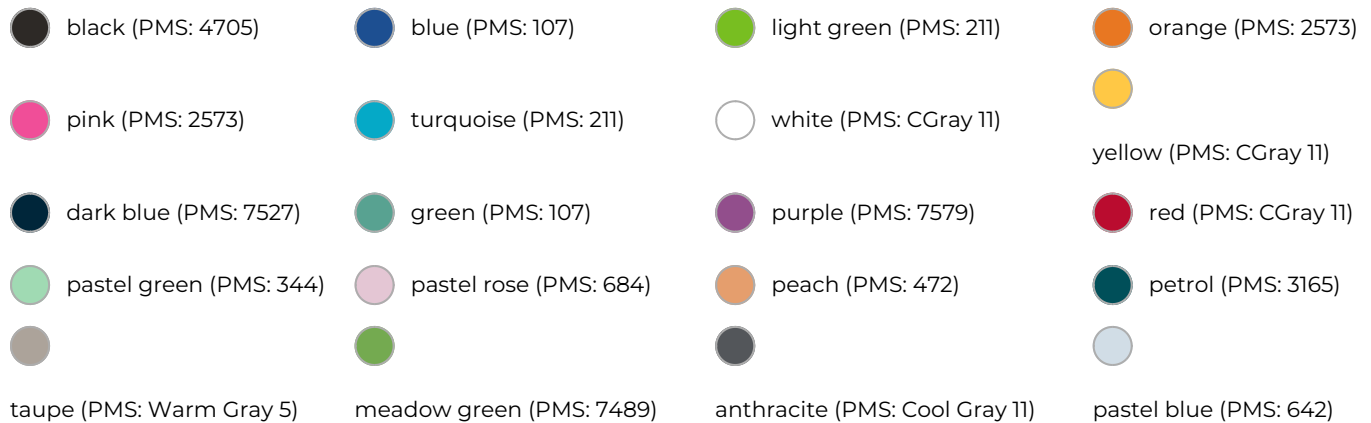 black (PMS: 4705)
blue (PMS: 107)
light green (PMS: 211)
orange (PMS: 2573)
pink (PMS: 2573)
turquoise (PMS: 211)
white (PMS: CGray 11)
yellow (PMS: CGray 11)
dark blue (PMS: 7527)
green (PMS: 107)
purple (PMS: 7579)
red (PMS: CGray 11)
pastel green (PMS: 344)
pastel rose (PMS: 684)
peach (PMS: 472)
petrol (PMS: 3165)
taupe (PMS: Warm Gray 5)
meadow green (PMS: 7489)
anthracite (PMS: Cool Gray 11)
pastel blue (PMS: 642)